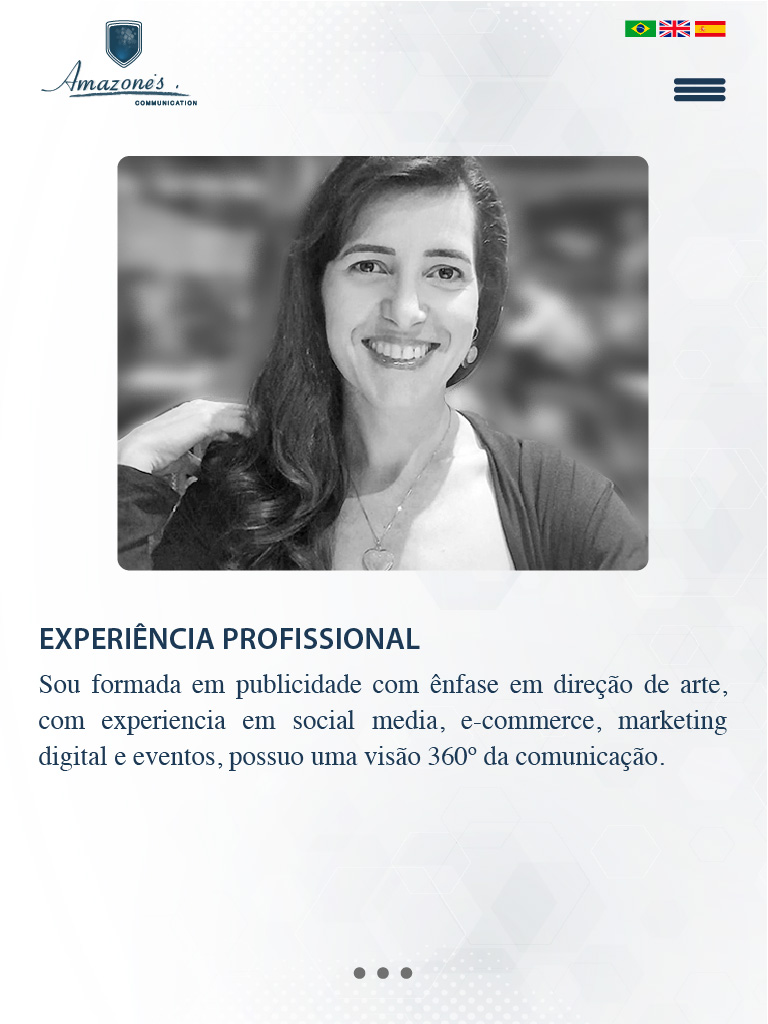 Amazone's.
COMMUNICATION
EXPERIÊNCIA PROFISSIONAL
Sou formada em publicidade com ênfase em direção de arte,
com experiencia em social media, e-commerce, marketing
digital e eventos, possuo uma visão 360º da comunicação.